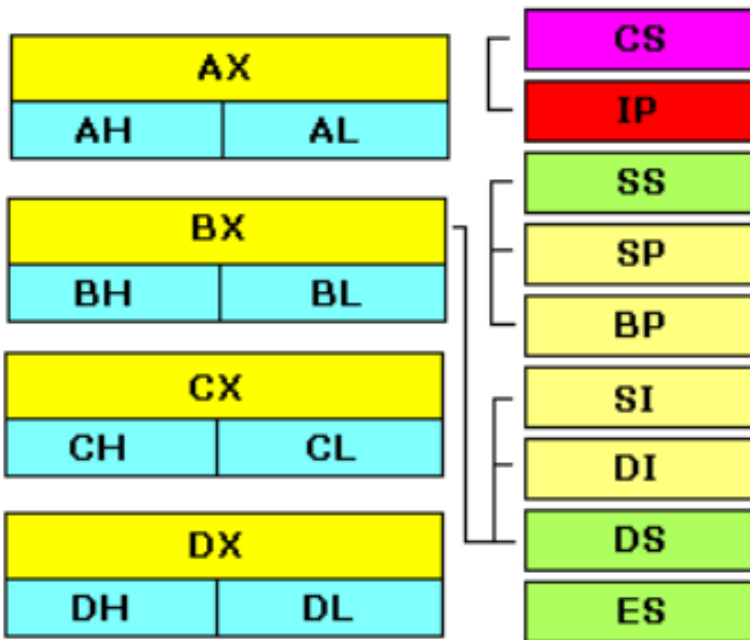 AX
AH AL
BX
BH BL
CX
CH CL
DX
DH DL
CS
IP
SS
SP
BP
SI
DI
DS
ES